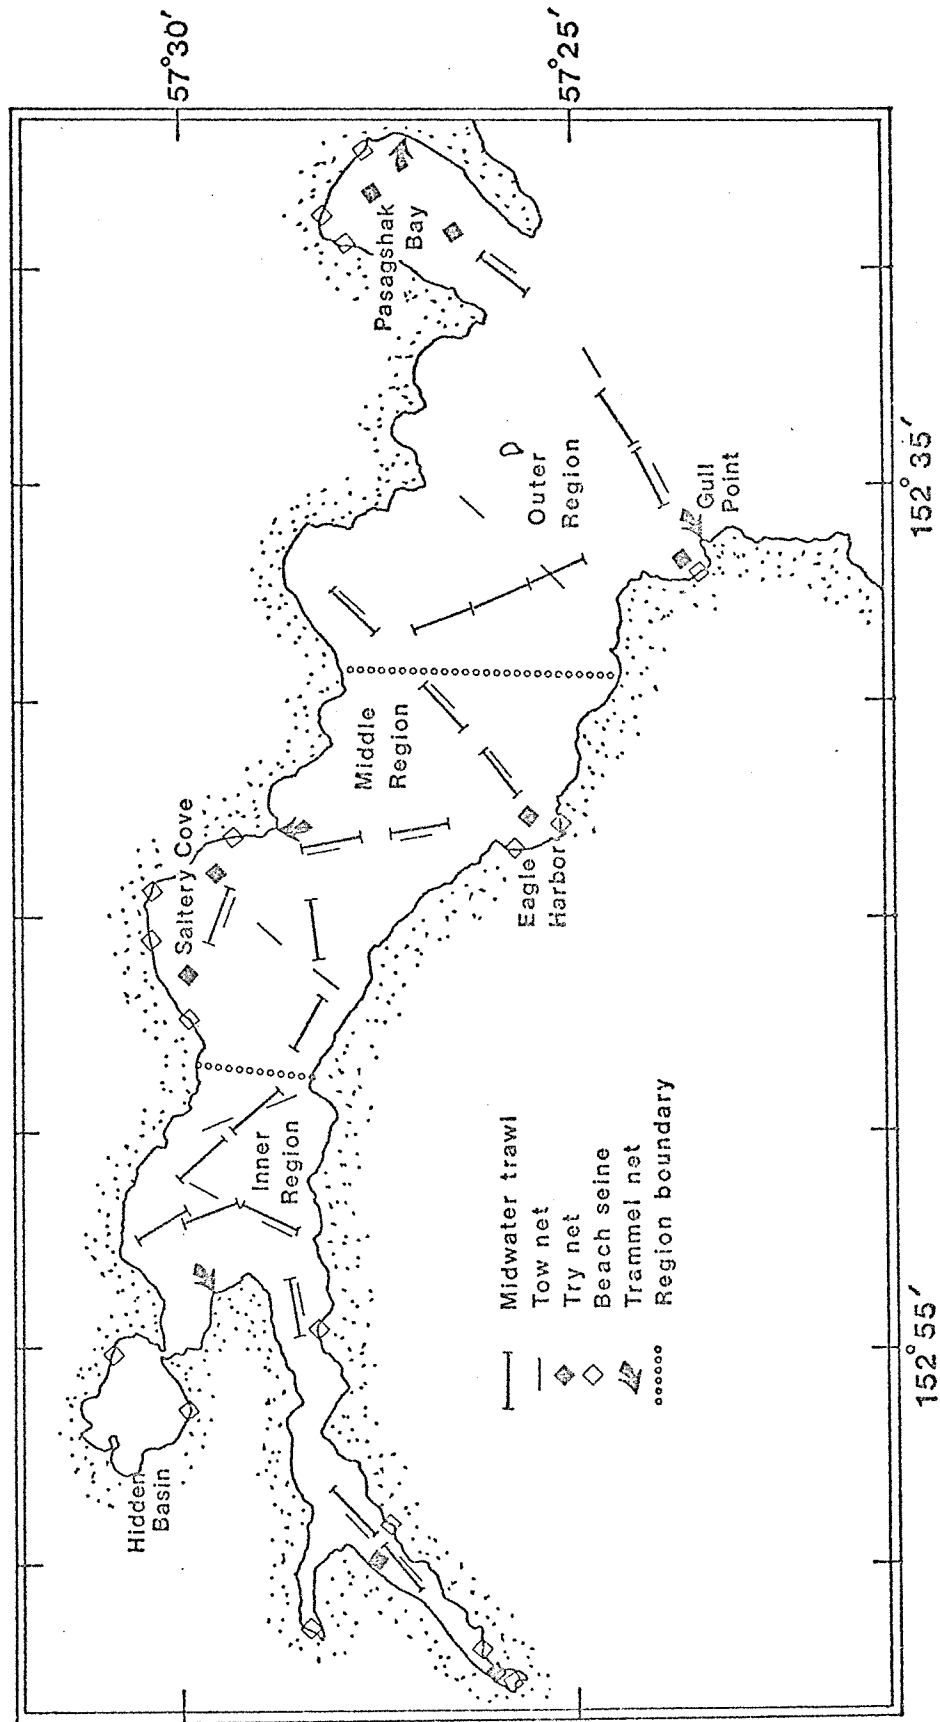 57°30′
57°25′
152°35′
152°55′
Hidden
Basin
Inner
Region
Saltery Cove
Middle
Region
Eagle
Harbor
Outer
Region
Gull
Point
Pasagshak
Bay
Midwater trawl
Tow net
Try net
Beach seine
Trammel net
Region boundary